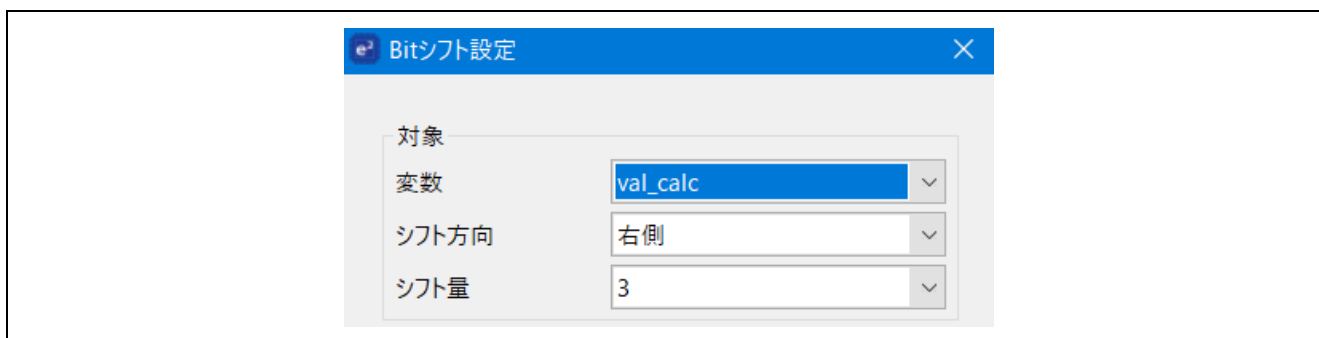 e² Bitシフト設定
対象
変数 val_calc
シフト方向 右側
シフト量 3